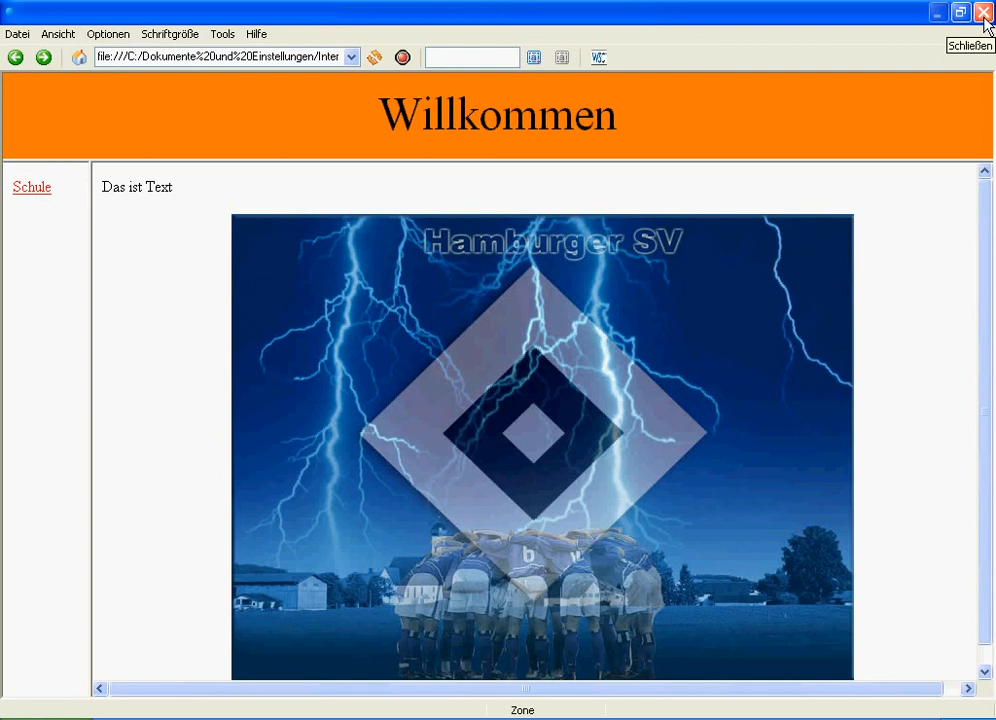 Datei Ansicht Optionen Schriftgröße Tools Hilfe
Schließen
file:///C:/Dokumente%20und%20Einstellungen/Inter
Willkommen
Schule
Das ist Text
Hamburger SV
Zone